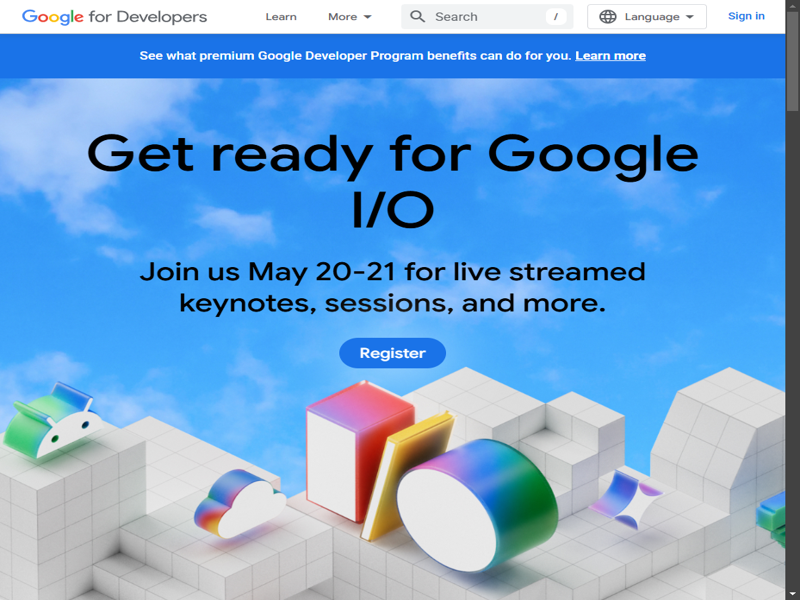 Google for Developers Learn More Search / Language Sign in
See what premium Google Developer Program benefits can do for you. Learn more
Get ready for Google
I/O
Join us May 20-21 for live streamed
keynotes, sessions, and more.
Register